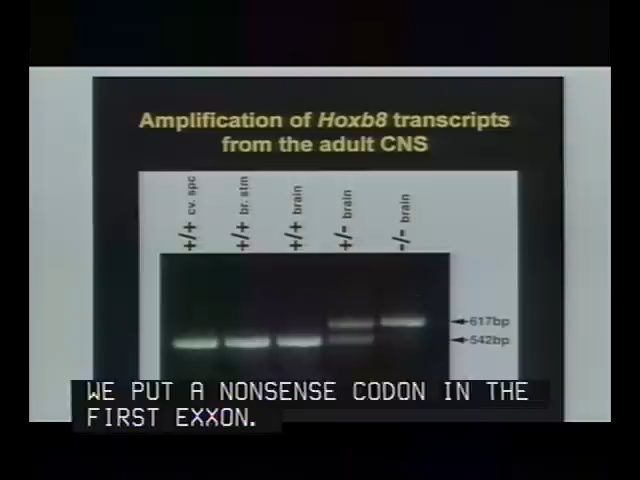 Amplification of Hoxb8 transcripts
from the adult CNS
+/+ cv. spc
+/+ br. stm
+/+ brain
+/- brain
-/- brain
617bp
542bp
WE PUT A NONSENSE CODON IN THE
FIRST EXXON.